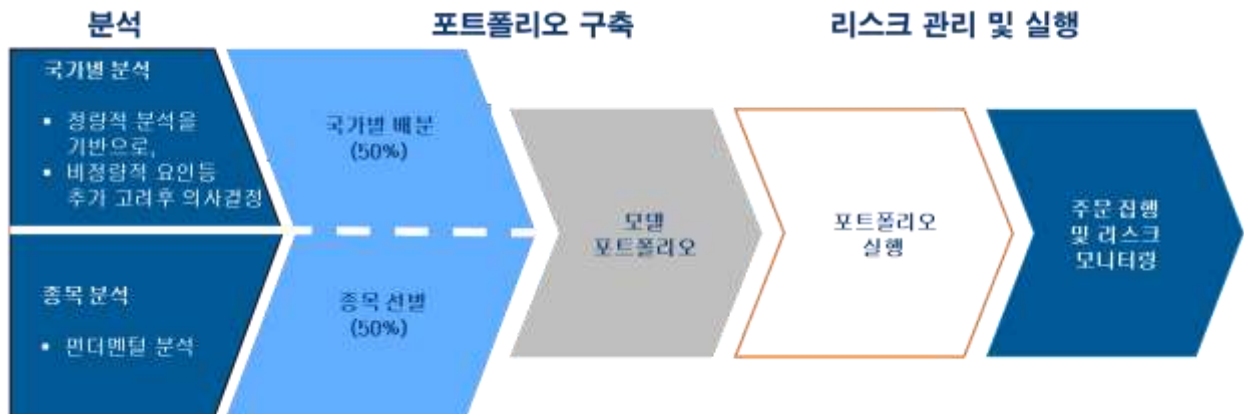 분석
포트폴리오 구축
리스크 관리 및 실행
국가별 분석
▪ 정량적 분석을
기반으로,
▪ 비정량적 요인등
추가 고려후 의사결정
종목 분석
▪ 펀더멘털 분석
국가별 배분
(50%)
종목 선별
(50%)
모델
포트폴리오
포트폴리오
실행
주문 집행
및 리스크
모니터링